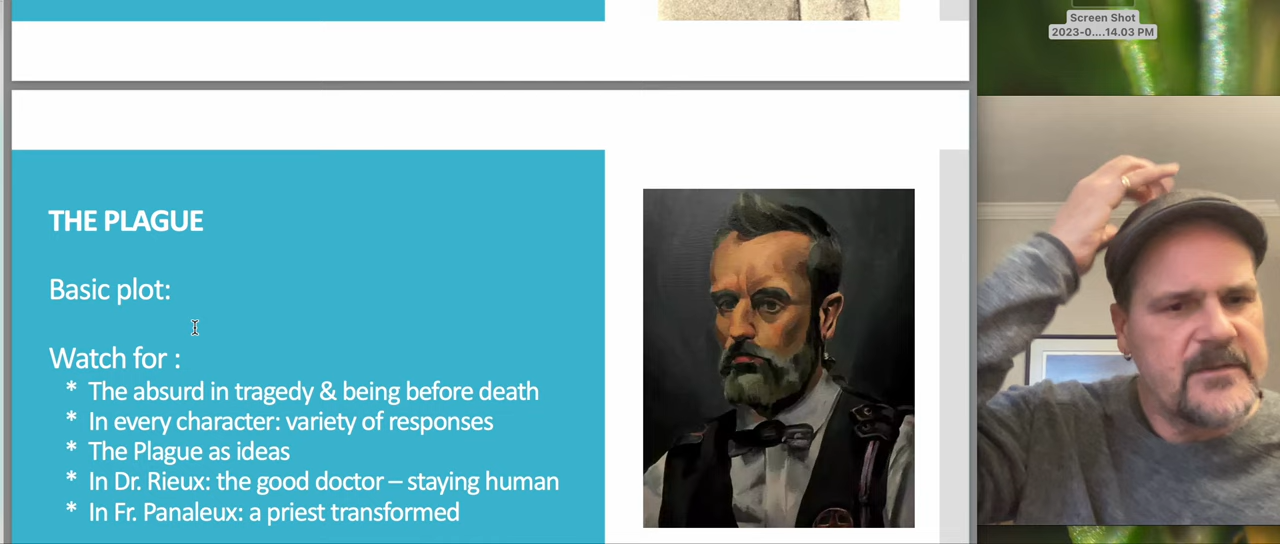 Screen Shot
2023-0....14.03 PM
THE PLAGUE
Basic plot:
Watch for :
* The absurd in tragedy & being before death
* In every character: variety of responses
* The Plague as ideas
* In Dr. Rieux: the good doctor – staying human
* In Fr. Panaleux: a priest transformed